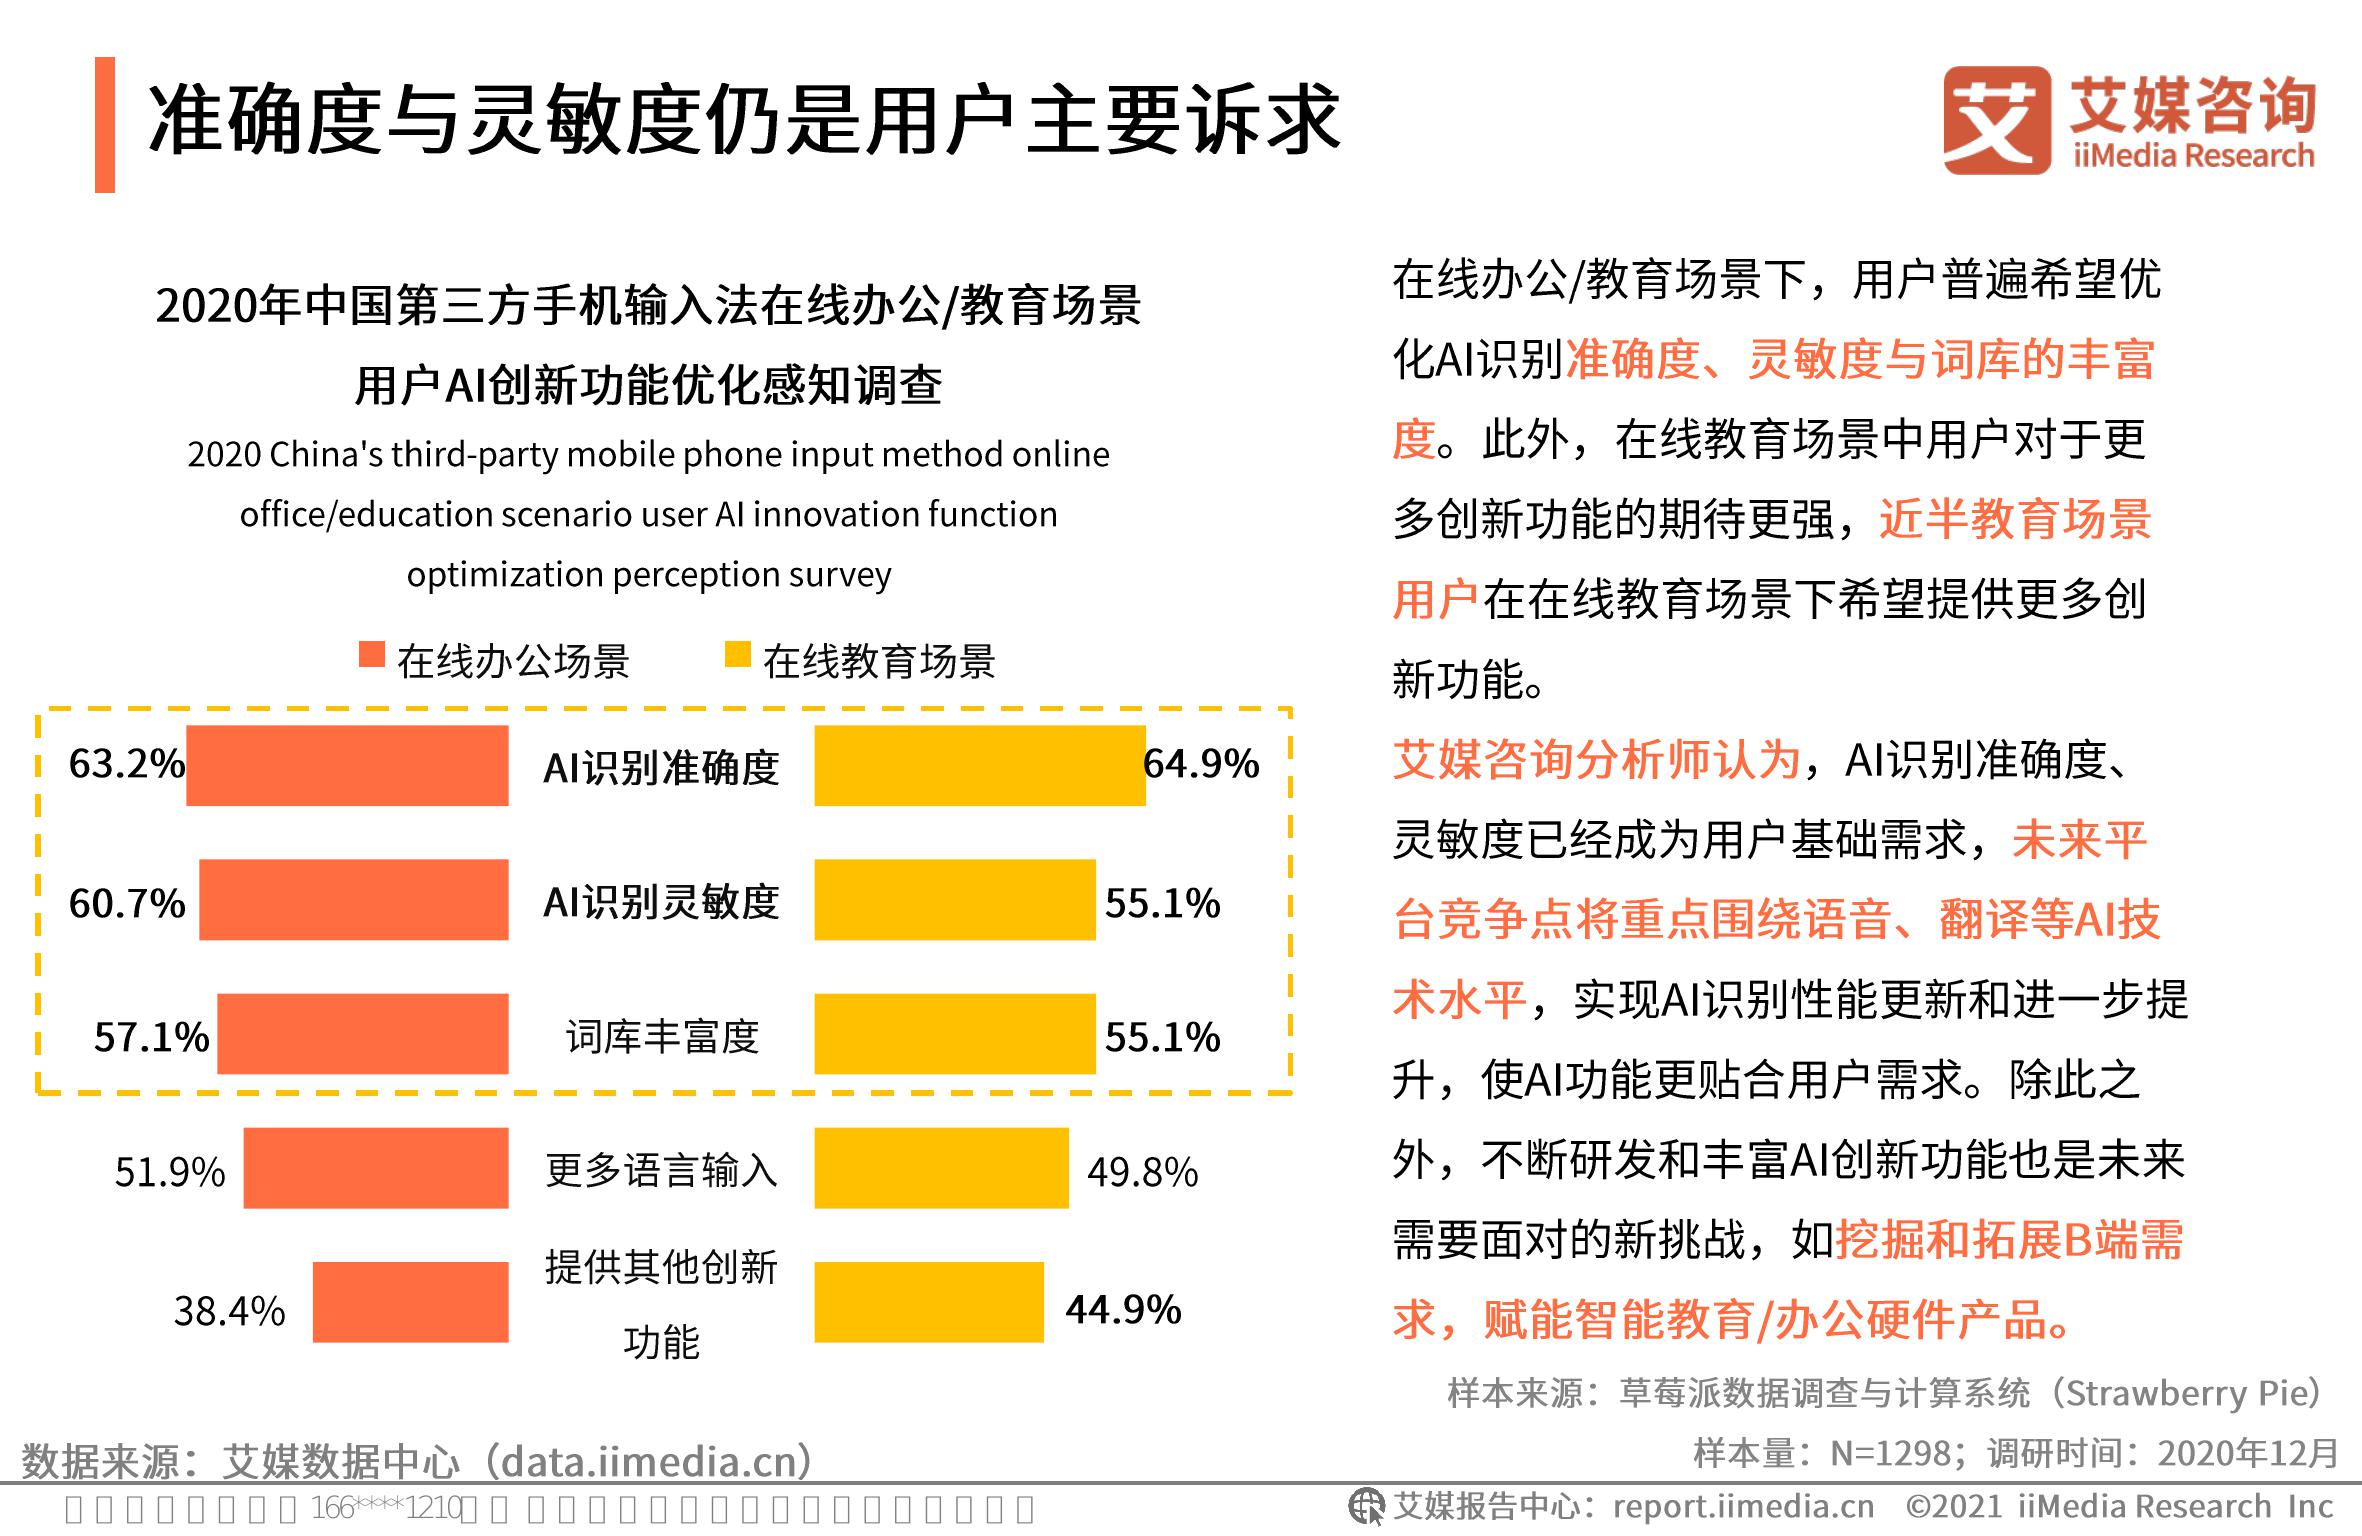 准确度与灵敏度仍是用户主要诉求
艾媒咨询
iiMedia Research
2020年中国第三方手机输入法在线办公/教育场景
用户AI创新功能优化感知调查
2020 China's third-party mobile phone input method online
office/education scenario user AI innovation function
optimization perception survey
在线办公场景 在线教育场景
63.2% AI识别准确度 64.9%
60.7% AI识别灵敏度 55.1%
57.1% 词库丰富度 55.1%
51.9% 更多语言输入 49.8%
提供其他创新
38.4% 44.9%
功能
在线办公/教育场景下，用户普遍希望优
化AI识别准确度、灵敏度与词库的丰富
度。此外，在线教育场景中用户对于更
多创新功能的期待更强，近半教育场景
用户在在线教育场景下希望提供更多创
新功能。
艾媒咨询分析师认为，AI识别准确度、
灵敏度已经成为用户基础需求，未来平
台竞争点将重点围绕语音、翻译等AI技
术水平，实现AI识别性能更新和进一步提
升，使AI功能更贴合用户需求。除此之
外，不断研发和丰富AI创新功能也是未来
需要面对的新挑战，如挖掘和拓展B端需
求，赋能智能教育/办公硬件产品。
样本来源：草莓派数据调查与计算系统（Strawberry Pie）
样本量：N=1298；调研时间：2020年12月
数据来源：艾媒数据中心（data.iimedia.cn）
166****1210
艾媒报告中心：report.iimedia.cn ©2021 iiMedia Research Inc